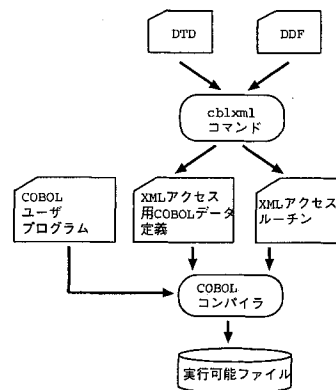 DTD
DDF
cblxml
コマンド
COBOL
ユーザ
プログラム
XMLアクセス
用COBOLデータ
定義
XMLアクセス
ルーチン
COBOL
コンパイラ
実行可能ファイル